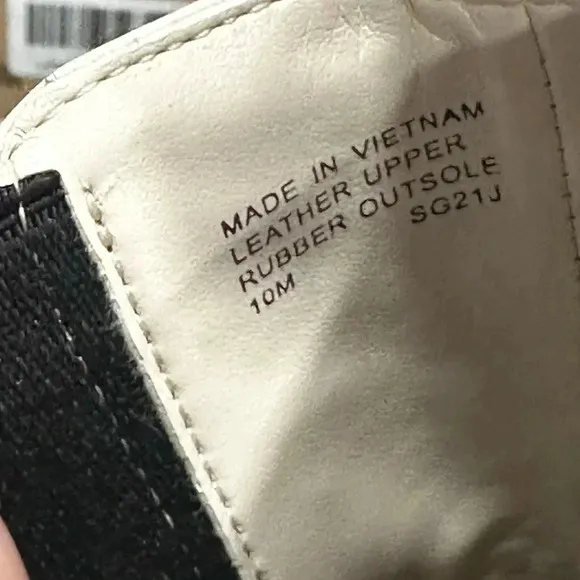 MADE IN VIETNAM
LEATHER UPPER
RUBBER OUTSOLE
10M SG21J